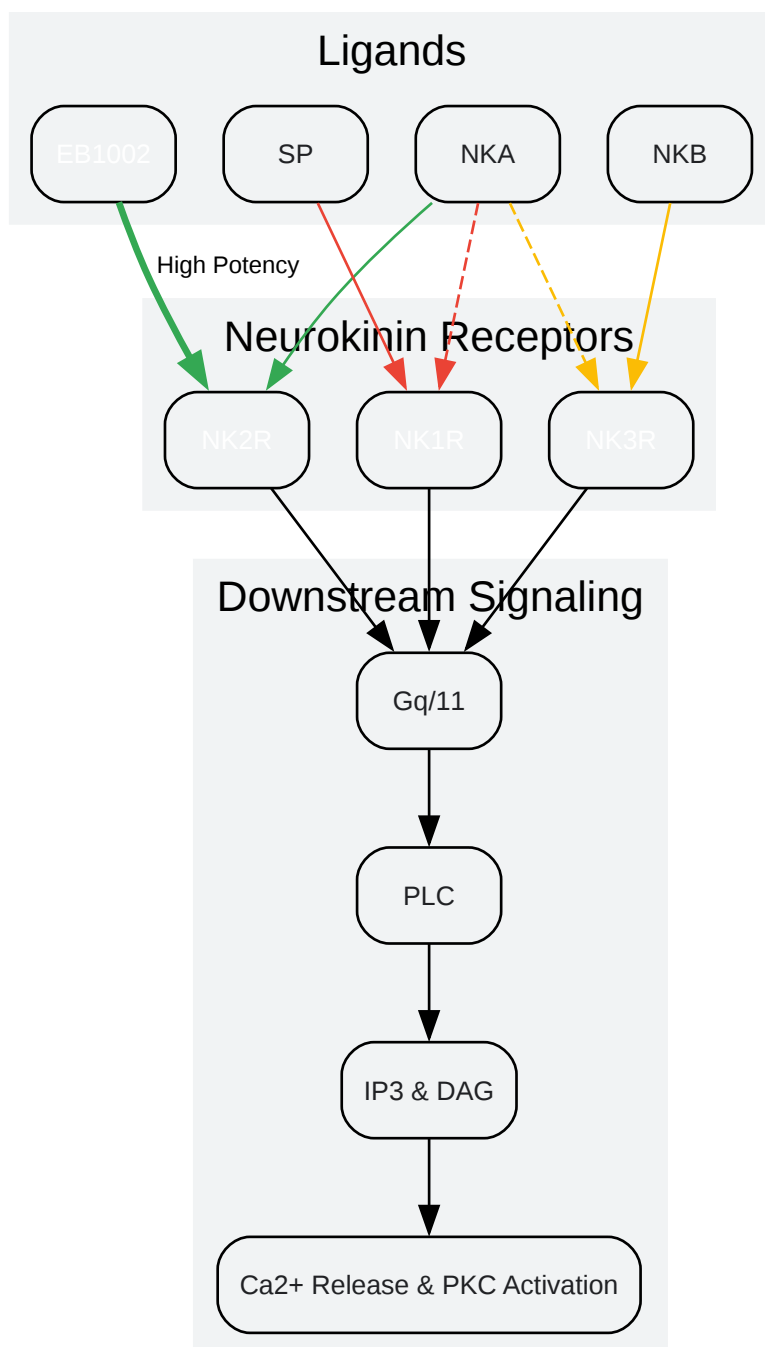 Ligands
EB1002
SP
NKA
NKB
High Potency
Neurokinin Receptors
NK2R
NK1R
NK3R
Downstream Signaling
Gq/11
PLC
IP3 & DAG
Ca2+ Release & PKC Activation